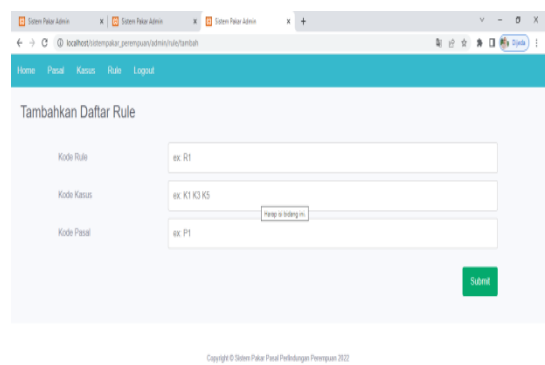 Sistem Pakar Admin
Sistem Pakar Admin
Sistem Pakar Admin
localhost/sistempakar_perempuan/admin/rule/tambah
Dijeda
Home Pasal Kasus Rule Logout
Tambahkan Daftar Rule
Kode Rule
ex: R1
Kode Kasus
ex: K1 K3 K5
Harap isi bidang ini.
Kode Pasal
ex: P1
Submit
Copyright © Sistem Pakar Pasal Perlindungan Perempuan 2022